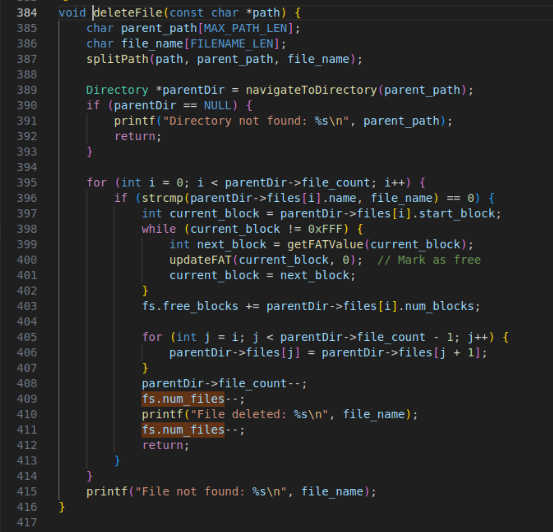 384 void deleteFile(const char *path) {
385     char parent_path[MAX_PATH_LEN];
386     char file_name[FILENAME_LEN];
387     splitPath(path, parent_path, file_name);
388
389     Directory *parentDir = navigateToDirectory(parent_path);
390     if (parentDir == NULL) {
391         printf("Directory not found: %s\n", parent_path);
392         return;
393     }
394
395     for (int i = 0; i < parentDir->file_count; i++) {
396         if (strcmp(parentDir->files[i].name, file_name) == 0) {
397             int current_block = parentDir->files[i].start_block;
398             while (current_block != 0xFFF) {
399                 int next_block = getFATValue(current_block);
400                 updateFAT(current_block, 0);  // Mark as free
401                 current_block = next_block;
402             }
403             fs.free_blocks += parentDir->files[i].num_blocks;
404
405             for (int j = i; j < parentDir->file_count - 1; j++) {
406                 parentDir->files[j] = parentDir->files[j + 1];
407             }
408             parentDir->file_count--;
409             fs.num_files--;
410             printf("File deleted: %s\n", file_name);
411             fs.num_files--;
412             return;
413         }
414     }
415     printf("File not found: %s\n", file_name);
416 }
417